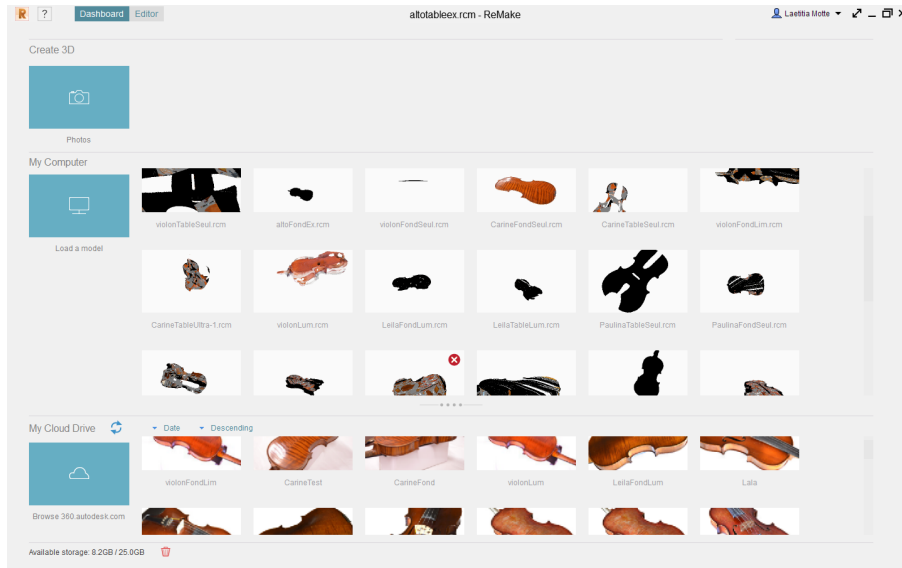 R ? Dashboard Editor altotableex.rcm - ReMake Laetitia Motte
Create 3D
Photos
My Computer
violonTableSeul.rcm altoFondEx.rcm violonFondSeul.rcm CarineFondSeul.rcm CarineTableSeul.rcm violonFondLim.rcm
Load a model
CarineTableUltra-1.rcm violonLum.rcm LeilaFondLum.rcm LeilaTableLum.rcm PaulinaTableSeul.rcm PaulinaFondSeul.rcm
My Cloud Drive Date Descending
violonFondLim CarineTest CarineFond violonLum LeilaFondLum Lala
Browse 360.autodesk.com
Available storage: 8.2GB / 25.0GB